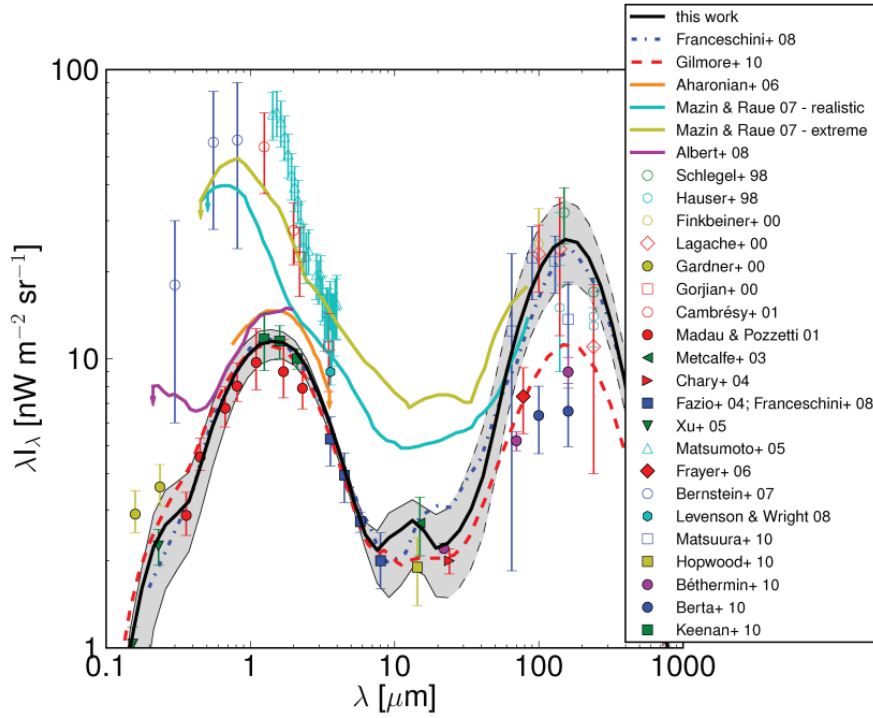 this work
Franceschini+ 08
Gilmore+ 10
Aharonian+ 06
Mazin & Raue 07 - realistic
Mazin & Raue 07 - extreme
Albert+ 08
Schlegel+ 98
Hauser+ 98
Finkbeiner+ 00
Lagache+ 00
Gardner+ 00
Gorjian+ 00
Cambrésy+ 01
Madau & Pozzetti 01
Metcalfe+ 03
Chary+ 04
Fazio+ 04; Franceschini+ 08
Xu+ 05
Matsumoto+ 05
Frayer+ 06
Bernstein+ 07
Levenson & Wright 08
Matsuura+ 10
Hopwood+ 10
Béthermin+ 10
Berta+ 10
Keenan+ 10
100
10
1
λI_λ [nW m⁻² sr⁻¹]
0.1 1 10 100 1000
λ [μm]